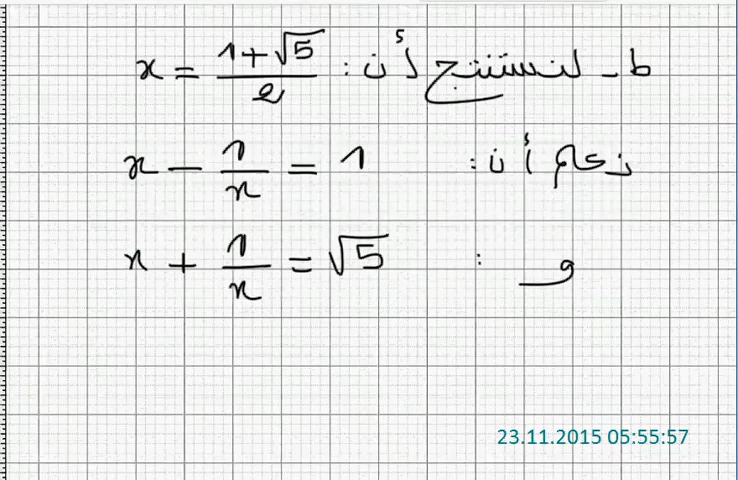 b- لنستنتج أن : x = (1+√5)/2
نعلم أن : x - 1/x = 1
و : x + 1/x = √5
23.11.2015 05:55:57